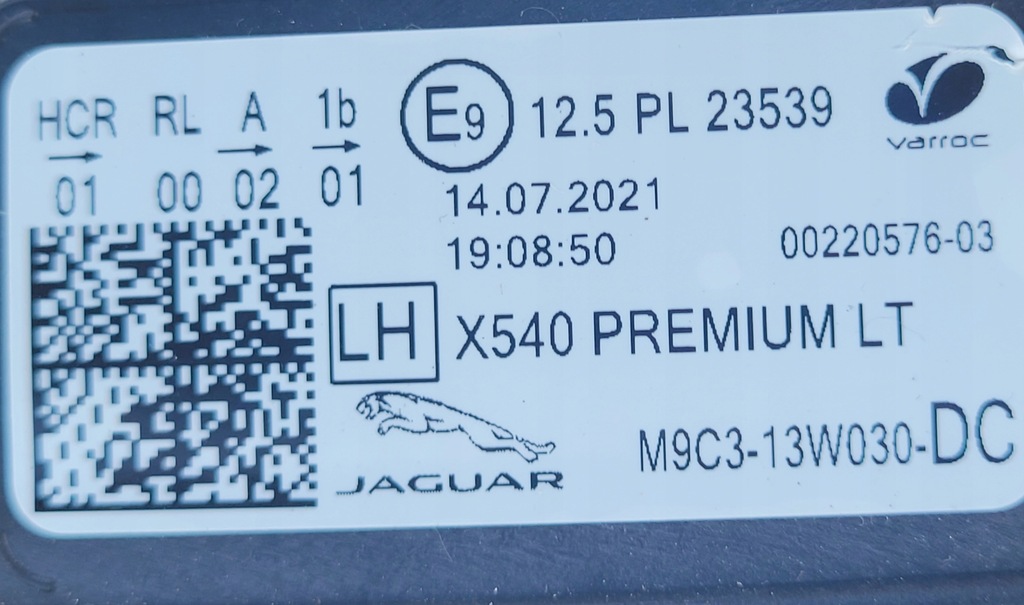 HCR RL A 1b E9 12.5 PL 23539
→ → →
01 00 02 01
varroc
14.07.2021
19:08:50 00220576-03
LH X540 PREMIUM LT
M9C3-13W030-DC
JAGUAR